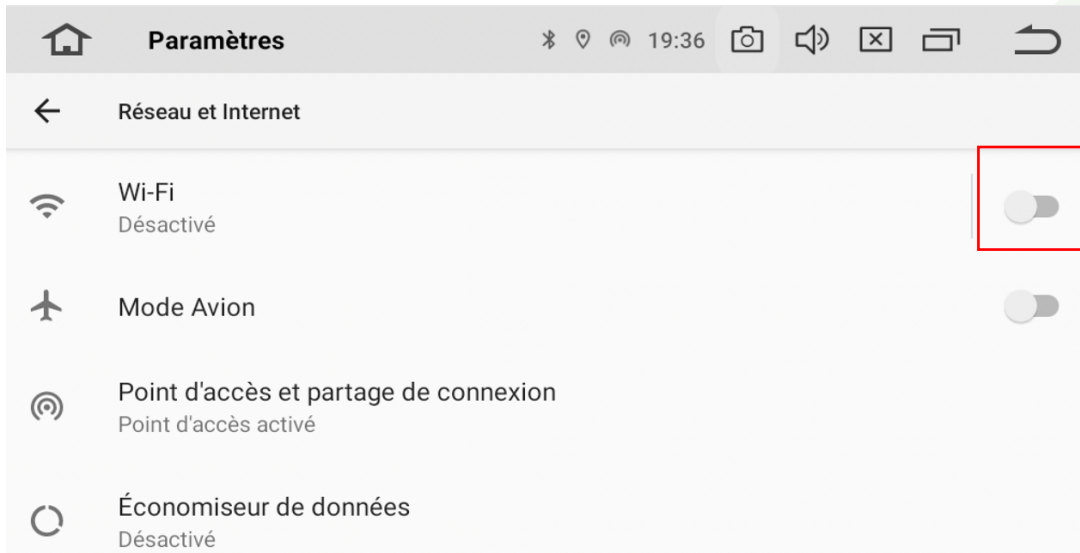 Paramètres
19:36
Réseau et Internet
Wi-Fi
Désactivé
Mode Avion
Point d'accès et partage de connexion
Point d'accès activé
Économiseur de données
Désactivé